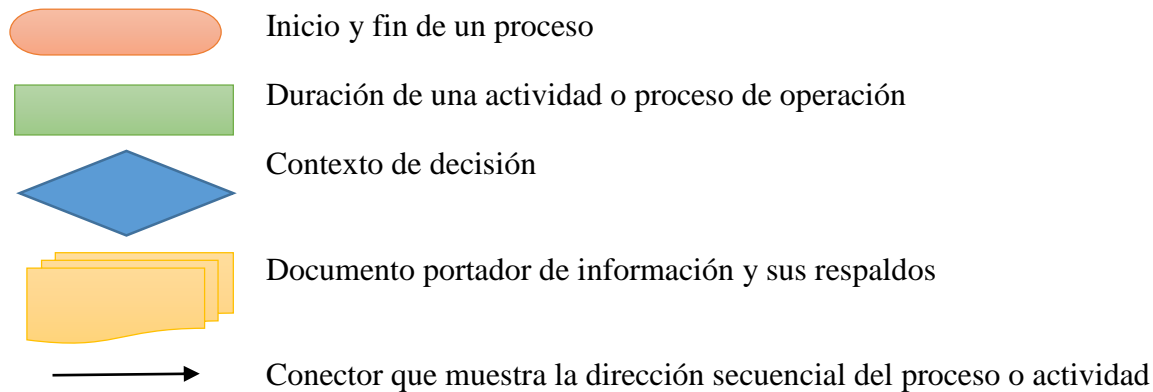 Inicio y fin de un proceso
Duración de una actividad o proceso de operación
Contexto de decisión
Documento portador de información y sus respaldos
Conector que muestra la dirección secuencial del proceso o actividad